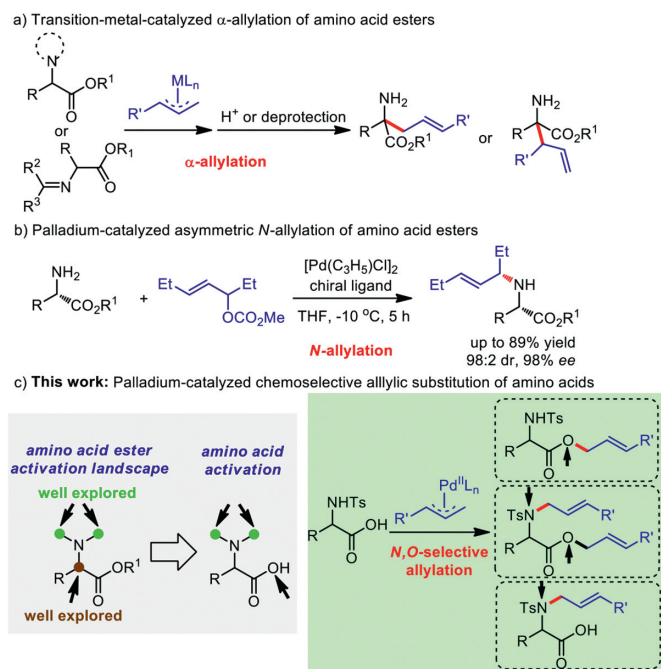 a) Transition-metal-catalyzed α-allylation of amino acid esters
N
R
OR¹
O
or
R²
R³
N
R
OR₁
O
MLn
R'
α-allylation
H⁺ or deprotection
NH₂
R
CO₂R¹
R'
or
NH₂
R
CO₂R¹
R'
b) Palladium-catalyzed asymmetric N-allylation of amino acid esters
NH₂
R
CO₂R¹
+
Et
Et
OCO₂Me
[Pd(C₃H₅)Cl]₂
chiral ligand
THF, -10 °C, 5 h
N-allylation
Et
Et
NH
R
CO₂R¹
up to 89% yield
98:2 dr, 98% ee
c) This work: Palladium-catalyzed chemoselective alllylic substitution of amino acids
amino acid ester
activation landscape
well explored
N
R
OR¹
O
well explored
amino acid
activation
N
R
OH
O
NHTs
R
OH
O
PdᴵᴵLn
R'
N,O-selective
allylation
NHTs
R
O
R'
O
Ts
N
R'
R
O
R'
O
Ts
N
R'
R
OH
O